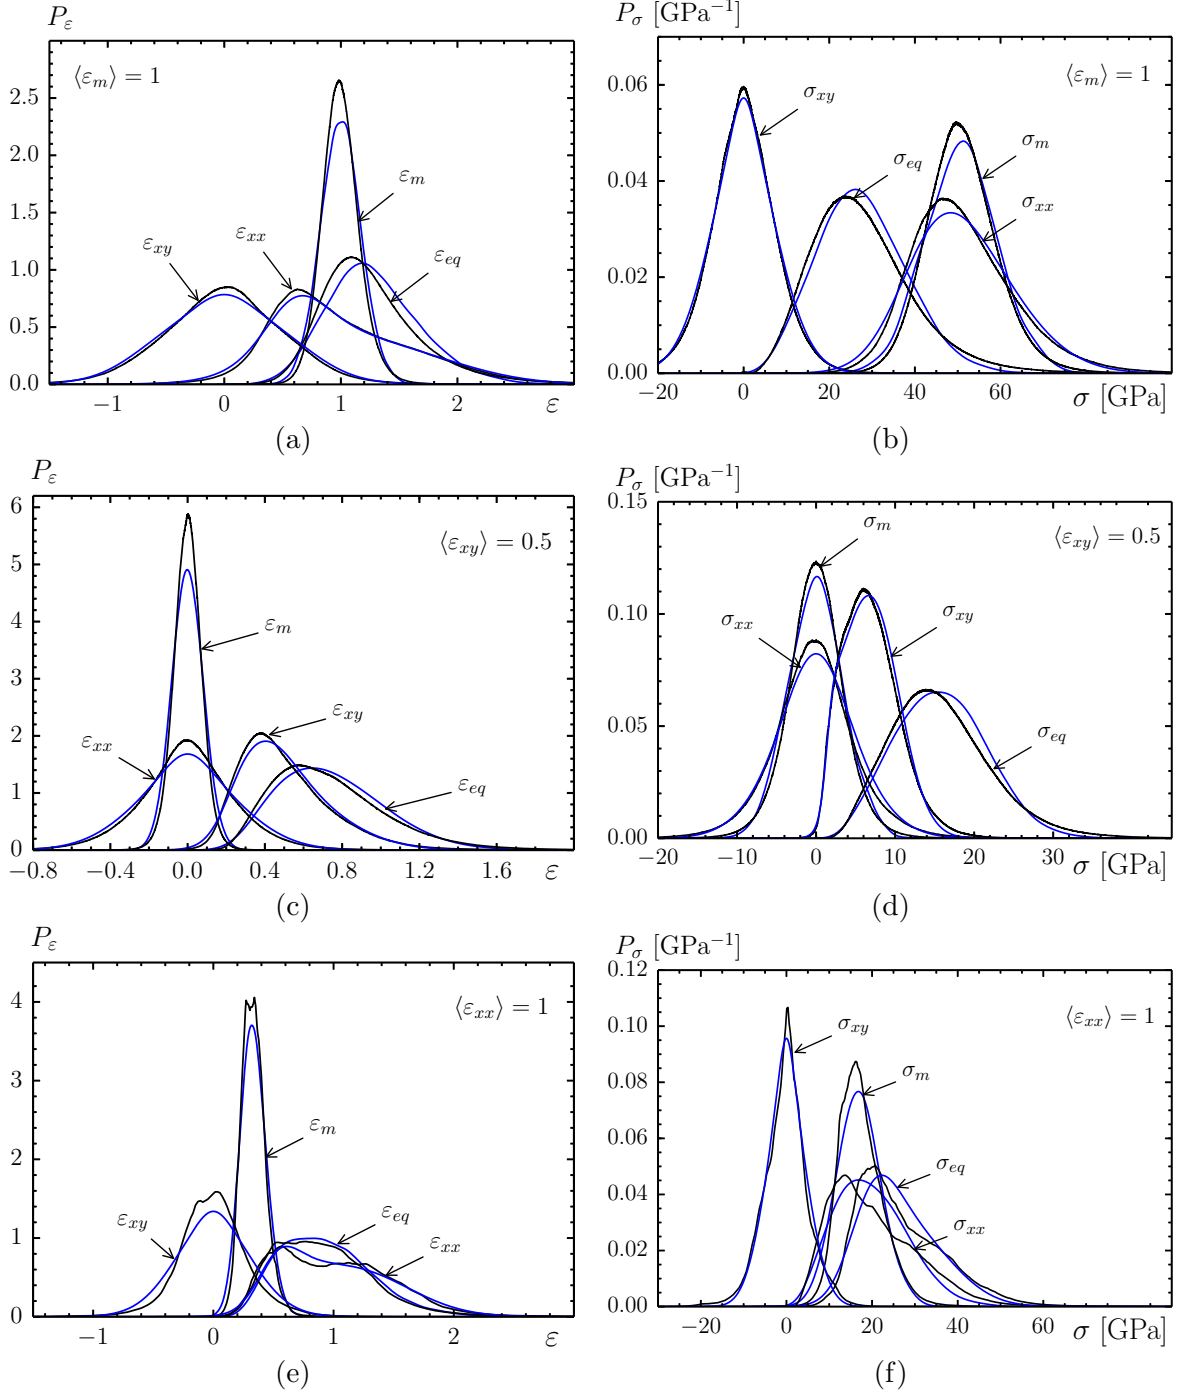 P_ε
⟨ε_m⟩ = 1
2.5
2.0
1.5
1.0
0.5
0.0
ε_m
ε_xy
ε_xx
ε_eq
−1 0 1 2 ε
(a)
P_σ [GPa⁻¹]
⟨ε_m⟩ = 1
0.06
0.04
0.02
0.00
σ_xy
σ_m
σ_eq
σ_xx
−20 0 20 40 60 σ [GPa]
(b)
P_ε
⟨ε_xy⟩ = 0.5
6
5
4
3
2
1
0
ε_m
ε_xy
ε_xx
ε_eq
−0.8 −0.4 0.0 0.4 0.8 1.2 1.6 ε
(c)
P_σ [GPa⁻¹]
⟨ε_xy⟩ = 0.5
0.15
0.10
0.05
0.00
σ_m
σ_xx
σ_xy
σ_eq
−20 −10 0 10 20 30 σ [GPa]
(d)
P_ε
⟨ε_xx⟩ = 1
4
3
2
1
0
ε_m
ε_xy
ε_eq
ε_xx
−1 0 1 2 ε
(e)
P_σ [GPa⁻¹]
⟨ε_xx⟩ = 1
0.12
0.10
0.08
0.06
0.04
0.02
0.00
σ_xy
σ_m
σ_eq
σ_xx
−20 0 20 40 60 σ [GPa]
(f)